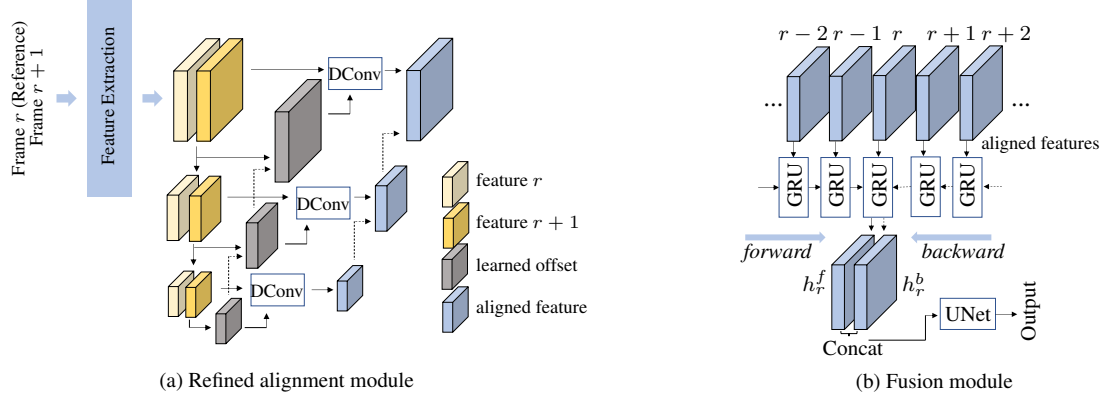 Frame r (Reference)
Frame r + 1
Feature Extraction
DConv
DConv
DConv
feature r
feature r + 1
learned offset
aligned feature
(a) Refined alignment module
r − 2 r − 1 r r + 1 r + 2
... ...
aligned features
GRU GRU GRU GRU GRU
forward backward
h_r^f h_r^b
UNet
Output
Concat
(b) Fusion module